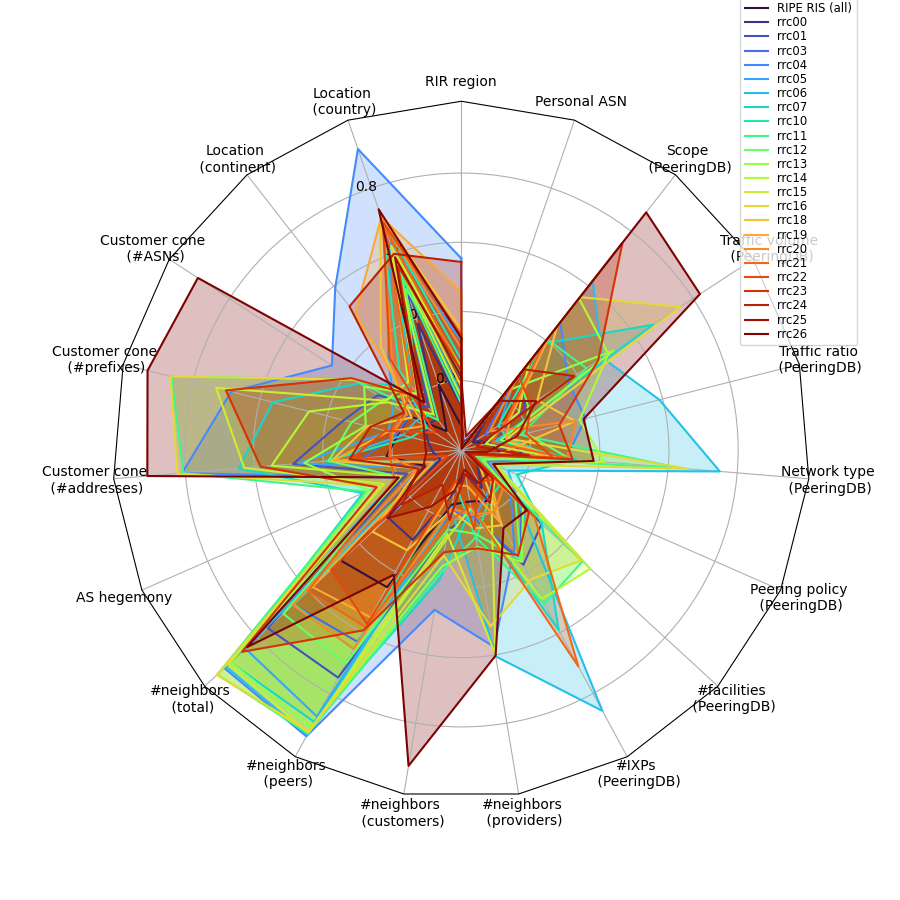 RIPE RIS (all)
rrc00
rrc01
rrc03
rrc04
rrc05
rrc06
rrc07
rrc10
rrc11
rrc12
rrc13
rrc14
rrc15
rrc16
rrc18
rrc19
rrc20
rrc21
rrc22
rrc23
rrc24
rrc25
rrc26
RIR region
Personal ASN
Scope
(PeeringDB)
Traffic volume
(PeeringDB)
Traffic ratio
(PeeringDB)
Network type
(PeeringDB)
Peering policy
(PeeringDB)
#facilities
(PeeringDB)
#IXPs
(PeeringDB)
#neighbors
(providers)
#neighbors
(customers)
#neighbors
(peers)
#neighbors
(total)
AS hegemony
Customer cone
(#addresses)
Customer cone
(#prefixes)
Customer cone
(#ASNs)
Location
(continent)
Location
(country)
0.8